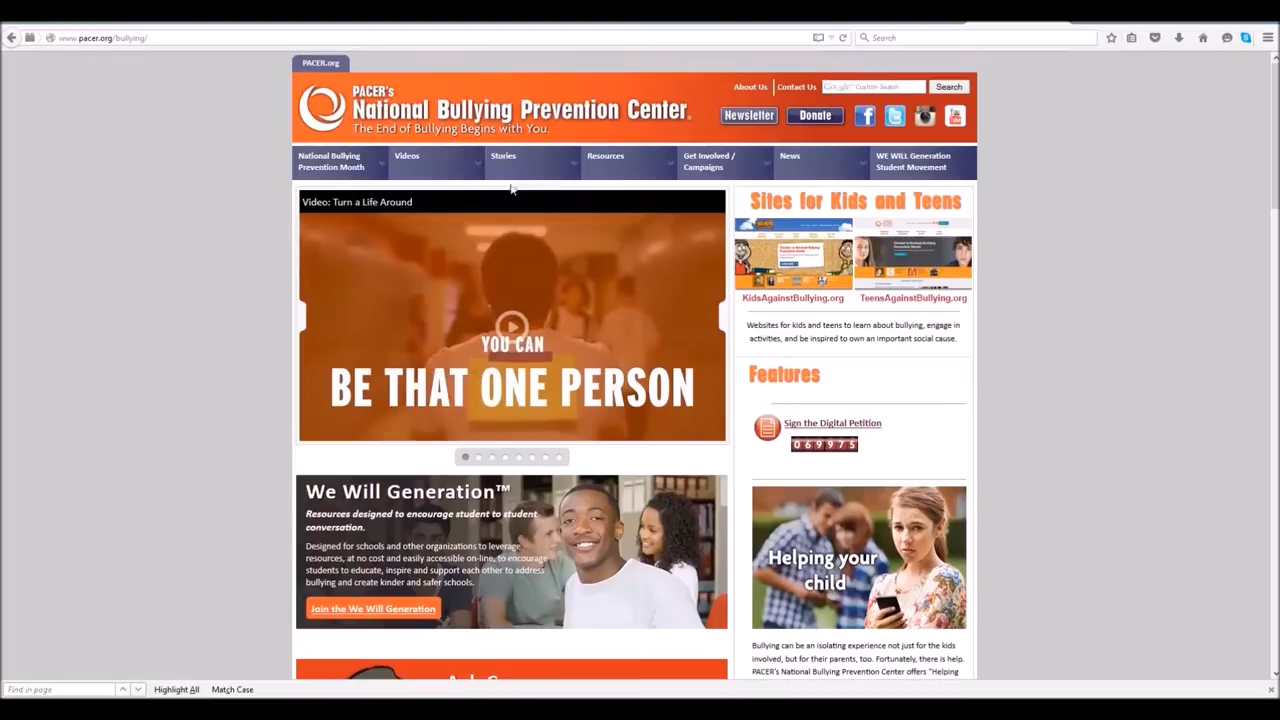 www.pacer.org/bullying/
Search
PACER.org
PACER's
National Bullying Prevention Center®
The End of Bullying Begins with You.
About Us
Contact Us
Google™ Custom Search
Search
Newsletter
Donate
National Bullying
Prevention Month
Videos
Stories
Resources
Get Involved /
Campaigns
News
WE WILL Generation
Student Movement
Video: Turn a Life Around
YOU CAN
BE THAT ONE PERSON
Sites for Kids and Teens
KidsAgainstBullying.org
TeensAgainstBullying.org
Websites for kids and teens to learn about bullying, engage in
activities, and be inspired to own an important social cause.
Features
Sign the Digital Petition
069975
We Will Generation™
Resources designed to encourage student to student
conversation.
Designed for schools and other organizations to leverage
resources, at no cost and easily accessible on-line, to encourage
students to educate, inspire and support each other to address
bullying and create kinder and safer schools.
Join the We Will Generation
Helping your
child
Bullying can be an isolating experience not just for the kids
involved, but for their parents, too. Fortunately, there is help.
PACER's National Bullying Prevention Center offers "Helping
Find in page
Highlight All
Match Case